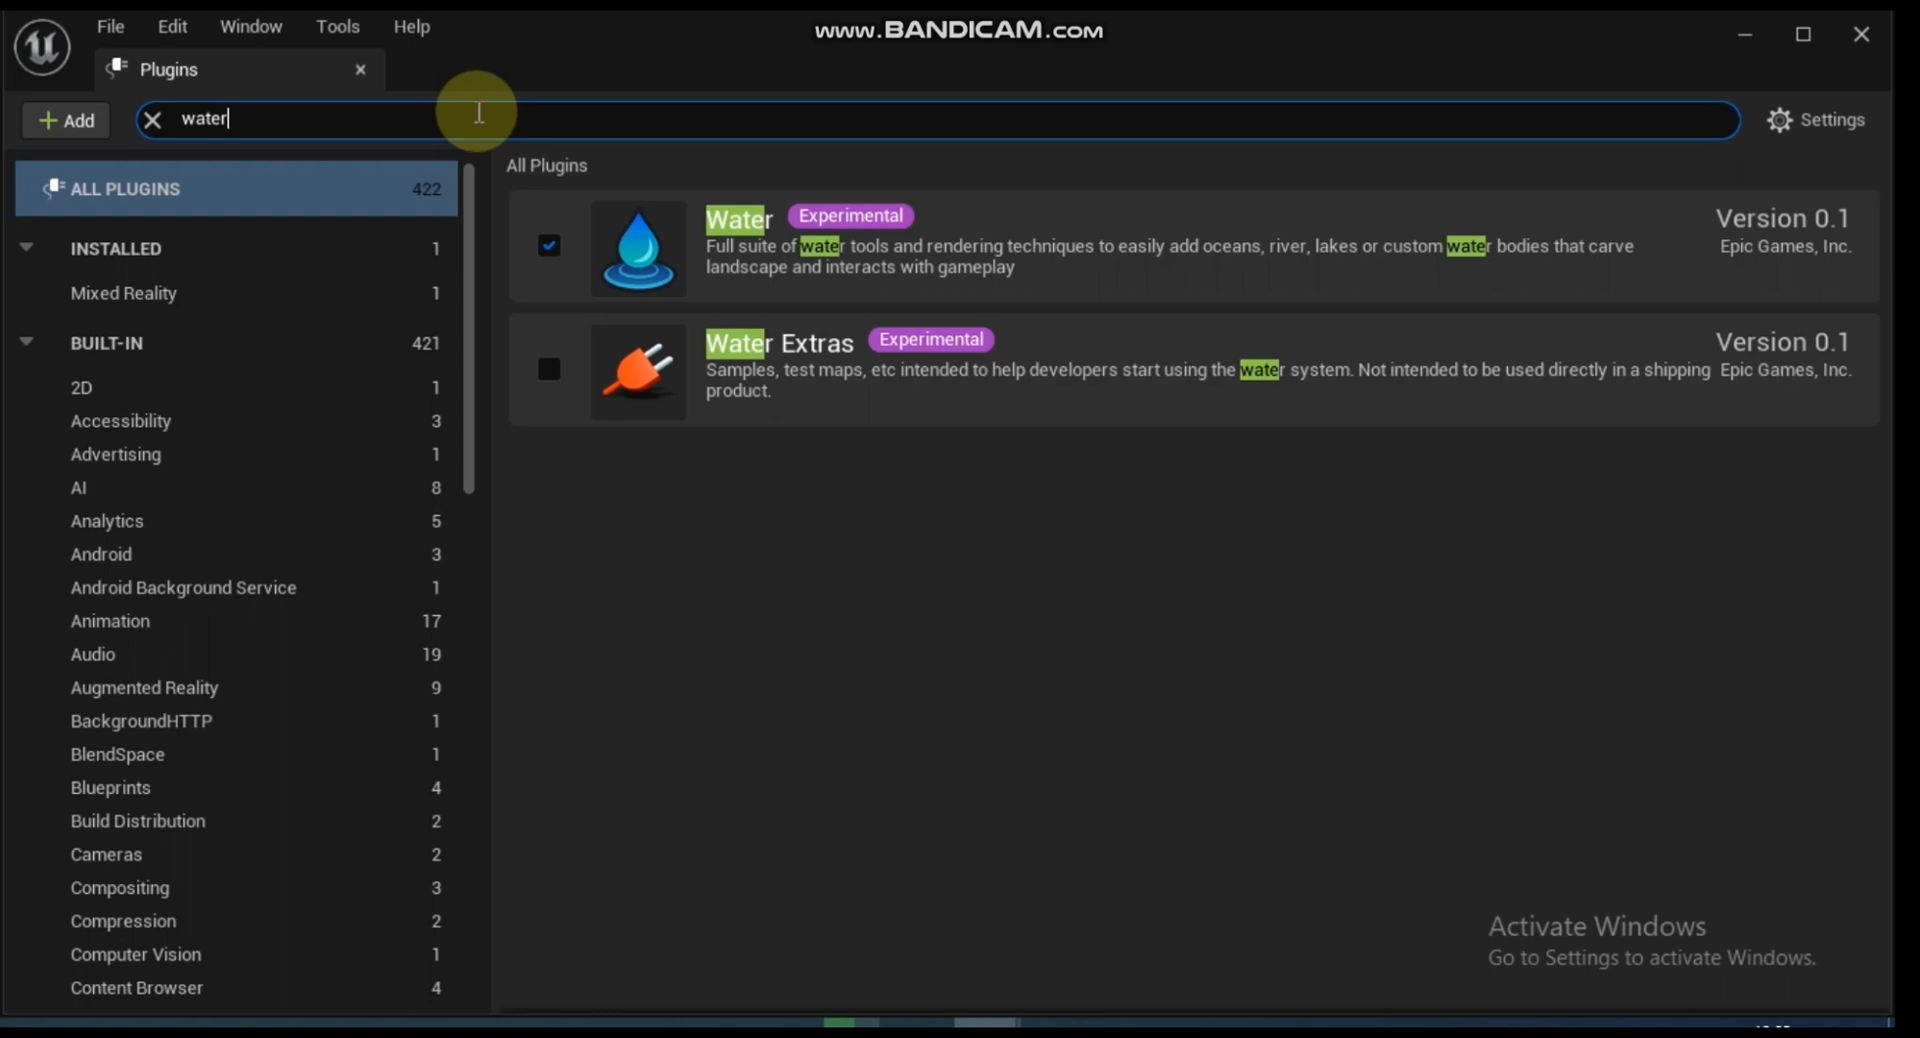 www.BANDICAM.com
File Edit Window Tools Help
Plugins
Add
water
Settings
ALL PLUGINS 422
INSTALLED 1
Mixed Reality 1
BUILT-IN 421
2D 1
Accessibility 3
Advertising 1
AI 8
Analytics 5
Android 3
Android Background Service 1
Animation 17
Audio 19
Augmented Reality 9
BackgroundHTTP 1
BlendSpace 1
Blueprints 4
Build Distribution 2
Cameras 2
Compositing 3
Compression 2
Computer Vision 1
Content Browser 4
All Plugins
Water Experimental Version 0.1
Full suite of water tools and rendering techniques to easily add oceans, river, lakes or custom water bodies that carve Epic Games, Inc.
landscape and interacts with gameplay
Water Extras Experimental Version 0.1
Samples, test maps, etc intended to help developers start using the water system. Not intended to be used directly in a shipping Epic Games, Inc.
product.
Activate Windows
Go to Settings to activate Windows.